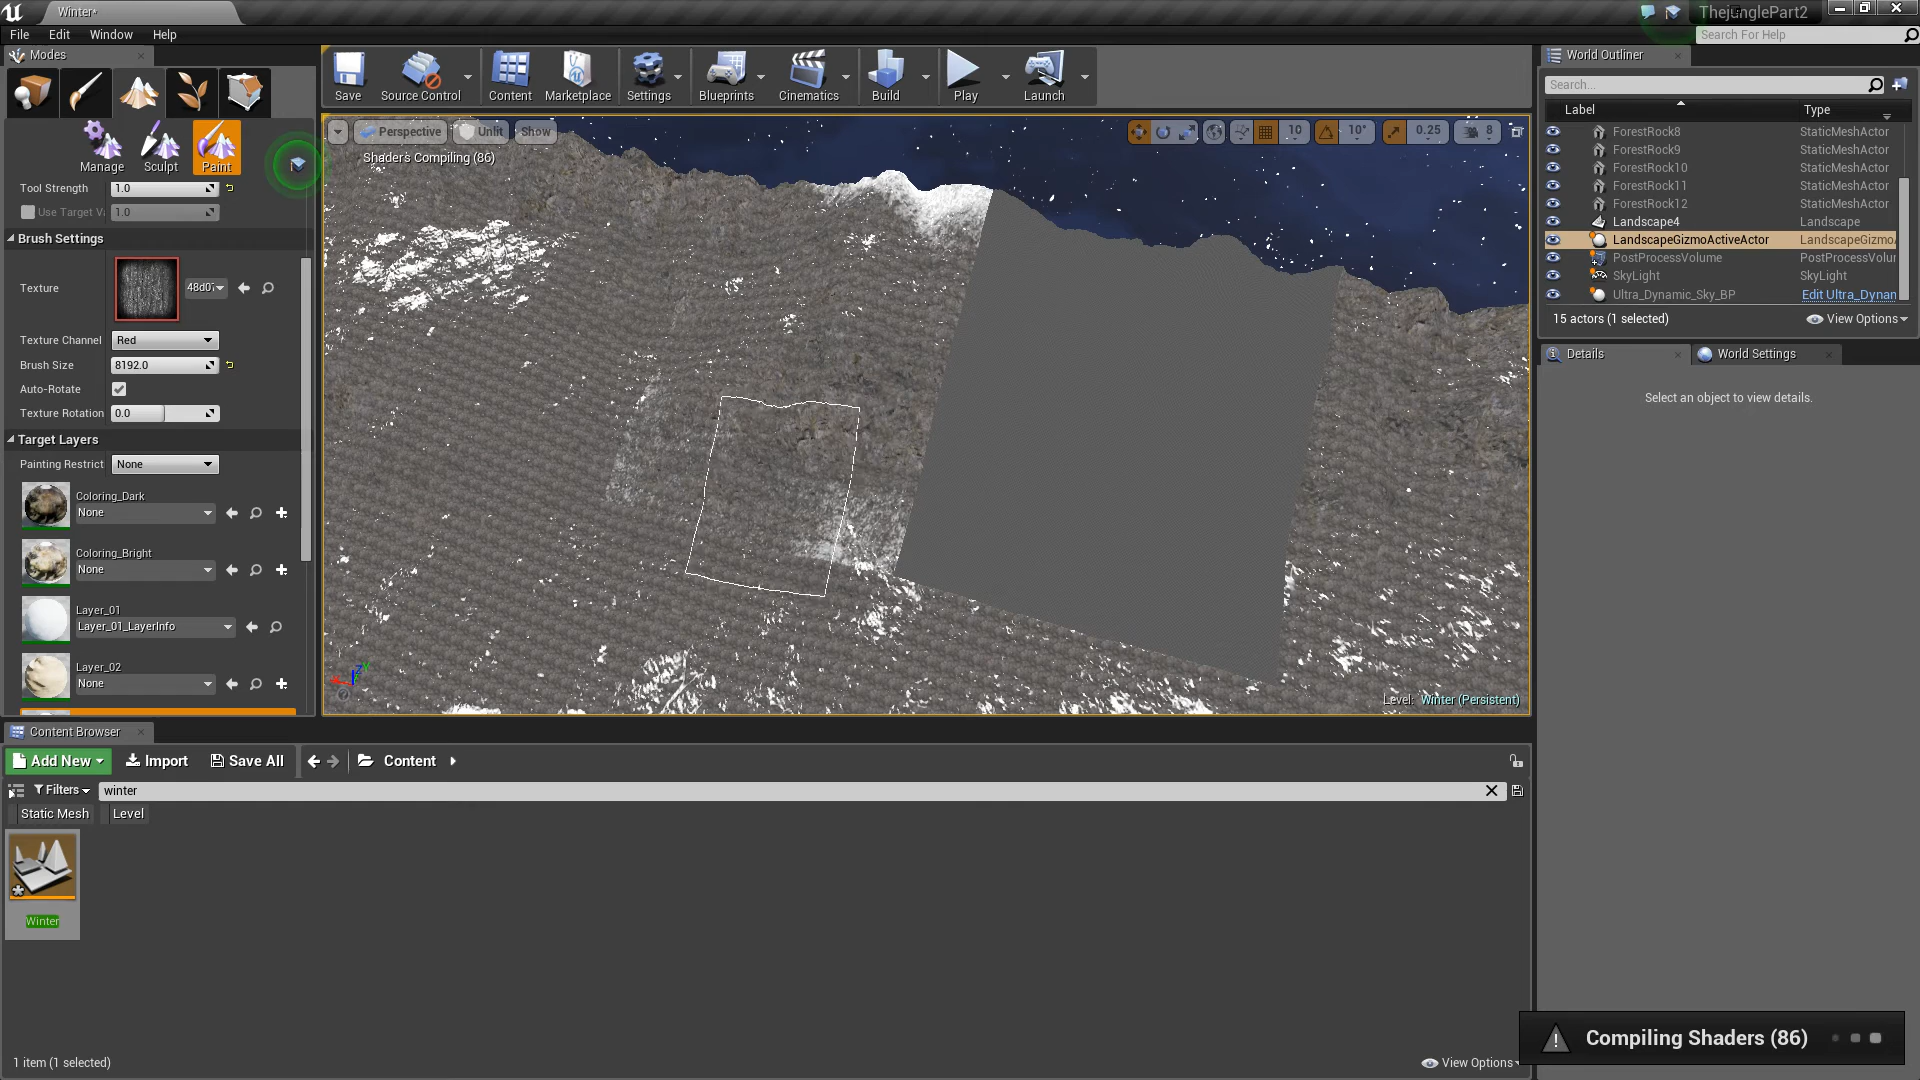 Winter*
ThejunglePart2
File Edit Window Help
Search For Help
Modes
Save Source Control Content Marketplace Settings Blueprints Cinematics Build Play Launch
World Outliner
Search...
Label Type
Manage Sculpt Paint
Perspective Unlit Show 10 10° 0.25 8
Shaders Compiling (86)
Tool Strength 1.0
1.0
Brush Settings
Texture
Texture Channel Red
Brush Size 8192.0
Auto-Rotate
Texture Rotation 0.0
Target Layers
Painting Restrict None
Coloring_Dark
None
Coloring_Bright
None
Layer_01
Layer_01_LayerInfo
Layer_02
None
Level: Winter (Persistent)
ForestRock8 StaticMeshActor
ForestRock9 StaticMeshActor
ForestRock10 StaticMeshActor
ForestRock11 StaticMeshActor
ForestRock12 StaticMeshActor
Landscape4 Landscape
LandscapeGizmoActiveActor LandscapeGizmo
PostProcessVolume PostProcessVolu
SkyLight SkyLight
Ultra_Dynamic_Sky_BP Edit Ultra_Dynan
15 actors (1 selected) View Options
Details World Settings
Select an object to view details.
Content Browser
Add New Import Save All Content
Filters winter
Static Mesh Level
Winter
1 item (1 selected) View Options
Compiling Shaders (86)